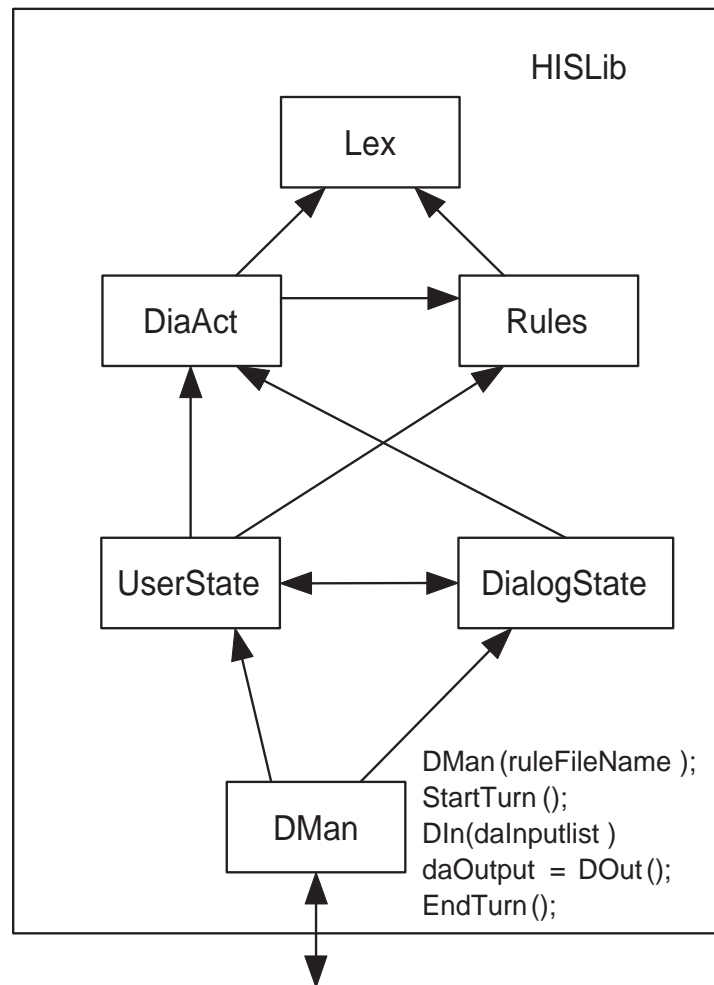 HISLib
Lex
DiaAct
Rules
UserState
DialogState
DMan
DMan(ruleFileName );
StartTurn ();
DIn(daInputlist )
daOutput = DOut ();
EndTurn ();